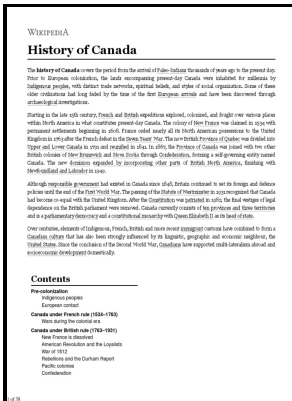 WIKIPEDIA
History of Canada
The history of Canada covers the period from the arrival of Paleo-Indians thousands of years ago to the present day.
Prior to European colonization, the lands encompassing present-day Canada were inhabited for millennia by
Indigenous peoples, with distinct trade networks, spiritual beliefs, and styles of social organization. Some of these
older civilizations had long faded by the time of the first European arrivals and have been discovered through
archaeological investigations.
Starting in the late 15th century, French and British expeditions explored, colonized, and fought over various places
within North America in what constitutes present-day Canada. The colony of New France was claimed in 1534 with
permanent settlements beginning in 1608. France ceded nearly all its North American possessions to the United
Kingdom in 1763 after the French defeat in the Seven Years' War. The now British Province of Quebec was divided into
Upper and Lower Canada in 1791 and reunified in 1841. In 1867, the Province of Canada was joined with two other
British colonies of New Brunswick and Nova Scotia through Confederation, forming a self-governing entity named
Canada. The new dominion expanded by incorporating other parts of British North America, finishing with
Newfoundland and Labrador in 1949.
Although responsible government had existed in Canada since 1848, Britain continued to set its foreign and defence
policies until the end of the First World War. The passing of the Statute of Westminster in 1931 recognized that Canada
had become co-equal with the United Kingdom. After the Constitution was patriated in 1982, the final vestiges of legal
dependence on the British parliament were removed. Canada currently consists of ten provinces and three territories
and is a parliamentary democracy and a constitutional monarchy with Queen Elizabeth II as its head of state.
Over centuries, elements of Indigenous, French, British and more recent immigrant customs have combined to form a
Canadian culture that has also been strongly influenced by its linguistic, geographic and economic neighbour, the
United States. Since the conclusion of the Second World War, Canadians have supported multilateralism abroad and
socioeconomic development domestically.
Contents
Pre-colonization
Indigenous peoples
European contact
Canada under French rule (1534–1763)
Wars during the colonial era
Canada under British rule (1763–1931)
New France is dissolved
American Revolution and the Loyalists
War of 1812
Rebellions and the Durham Report
Pacific colonies
Confederation